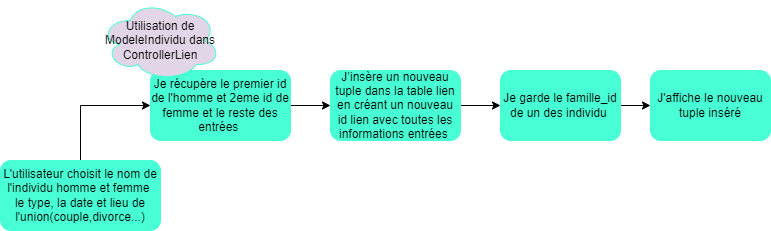 Utilisation de
ModeleIndividu dans
ControllerLien
Je récupère le premier id
de l'homme et 2eme id de
femme et le reste des
entrées
J'insère un nouveau
tuple dans la table lien
en créant un nouveau
id lien avec toutes les
informations entrées
Je garde le famille_id
de un des individu
J'affiche le nouveau
tuple inséré
L'utilisateur choisit le nom de
l'individu homme et femme
le type, la date et lieu de
l'union(couple,divorce...)